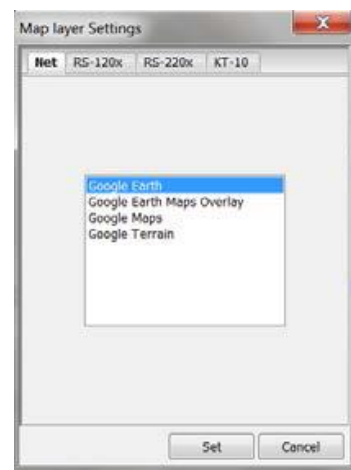 Map layer Settings
Net RS-120x RS-220x KT-10
Google Earth
Google Earth Maps Overlay
Google Maps
Google Terrain
Set Cancel